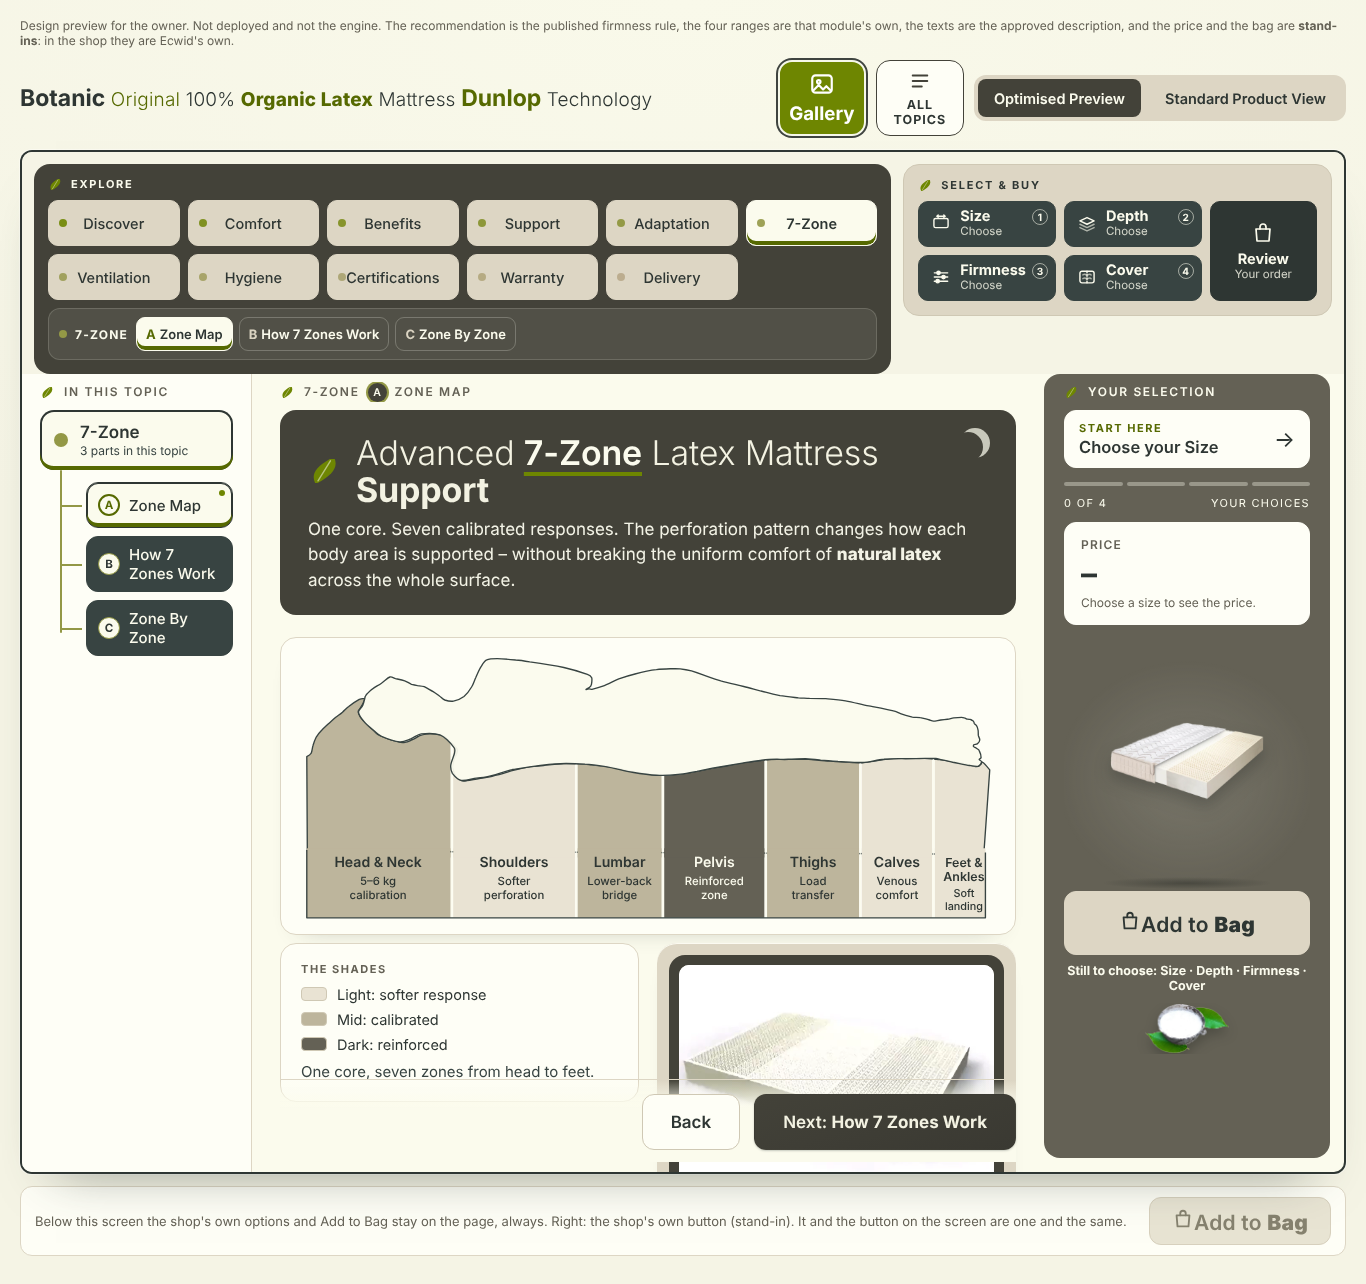 Design preview for the owner. Not deployed and not the engine. The recommendation is the published firmness rule, the four ranges are that module's own, the texts are the approved description, and the price and the bag are stand-
ins: in the shop they are Ecwid's own.
Botanic Original 100% Organic Latex Mattress Dunlop Technology
Gallery
ALL
TOPICS
Optimised Preview
Standard Product View
EXPLORE
Discover
Comfort
Benefits
Support
Adaptation
7-Zone
Ventilation
Hygiene
Certifications
Warranty
Delivery
7-ZONE
A Zone Map
B How 7 Zones Work
C Zone By Zone
SELECT & BUY
Size
Choose
1
Depth
Choose
2
Firmness
Choose
3
Cover
Choose
4
Review
Your order
IN THIS TOPIC
7-Zone
3 parts in this topic
A
Zone Map
B
How 7
Zones Work
C
Zone By
Zone
7-ZONE A ZONE MAP
Advanced 7-Zone Latex Mattress
Support
One core. Seven calibrated responses. The perforation pattern changes how each
body area is supported – without breaking the uniform comfort of natural latex
across the whole surface.
Head & Neck
5–6 kg
calibration
Shoulders
Softer
perforation
Lumbar
Lower-back
bridge
Pelvis
Reinforced
zone
Thighs
Load
transfer
Calves
Venous
comfort
Feet &
Ankles
Soft
landing
THE SHADES
Light: softer response
Mid: calibrated
Dark: reinforced
One core, seven zones from head to feet.
Back
Next: How 7 Zones Work
YOUR SELECTION
START HERE
Choose your Size
0 OF 4
YOUR CHOICES
PRICE
–
Choose a size to see the price.
Add to Bag
Still to choose: Size · Depth · Firmness ·
Cover
Below this screen the shop's own options and Add to Bag stay on the page, always. Right: the shop's own button (stand-in). It and the button on the screen are one and the same.
Add to Bag